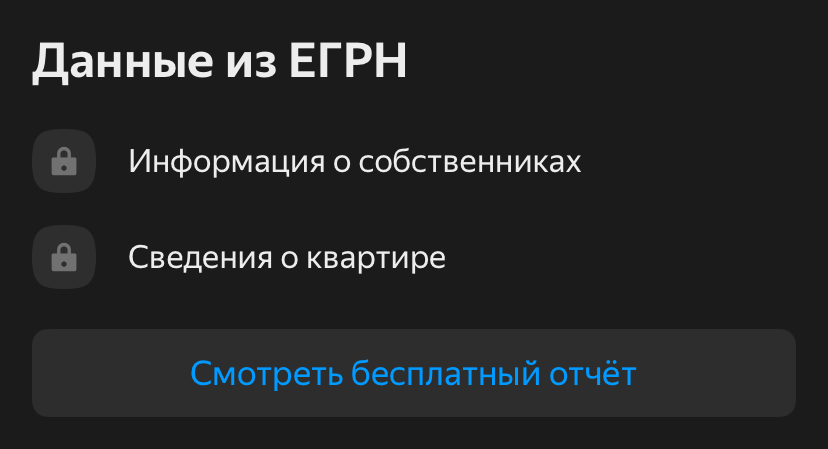 Данные из ЕГРН
Информация о собственниках
Сведения о квартире
Смотреть бесплатный отчёт